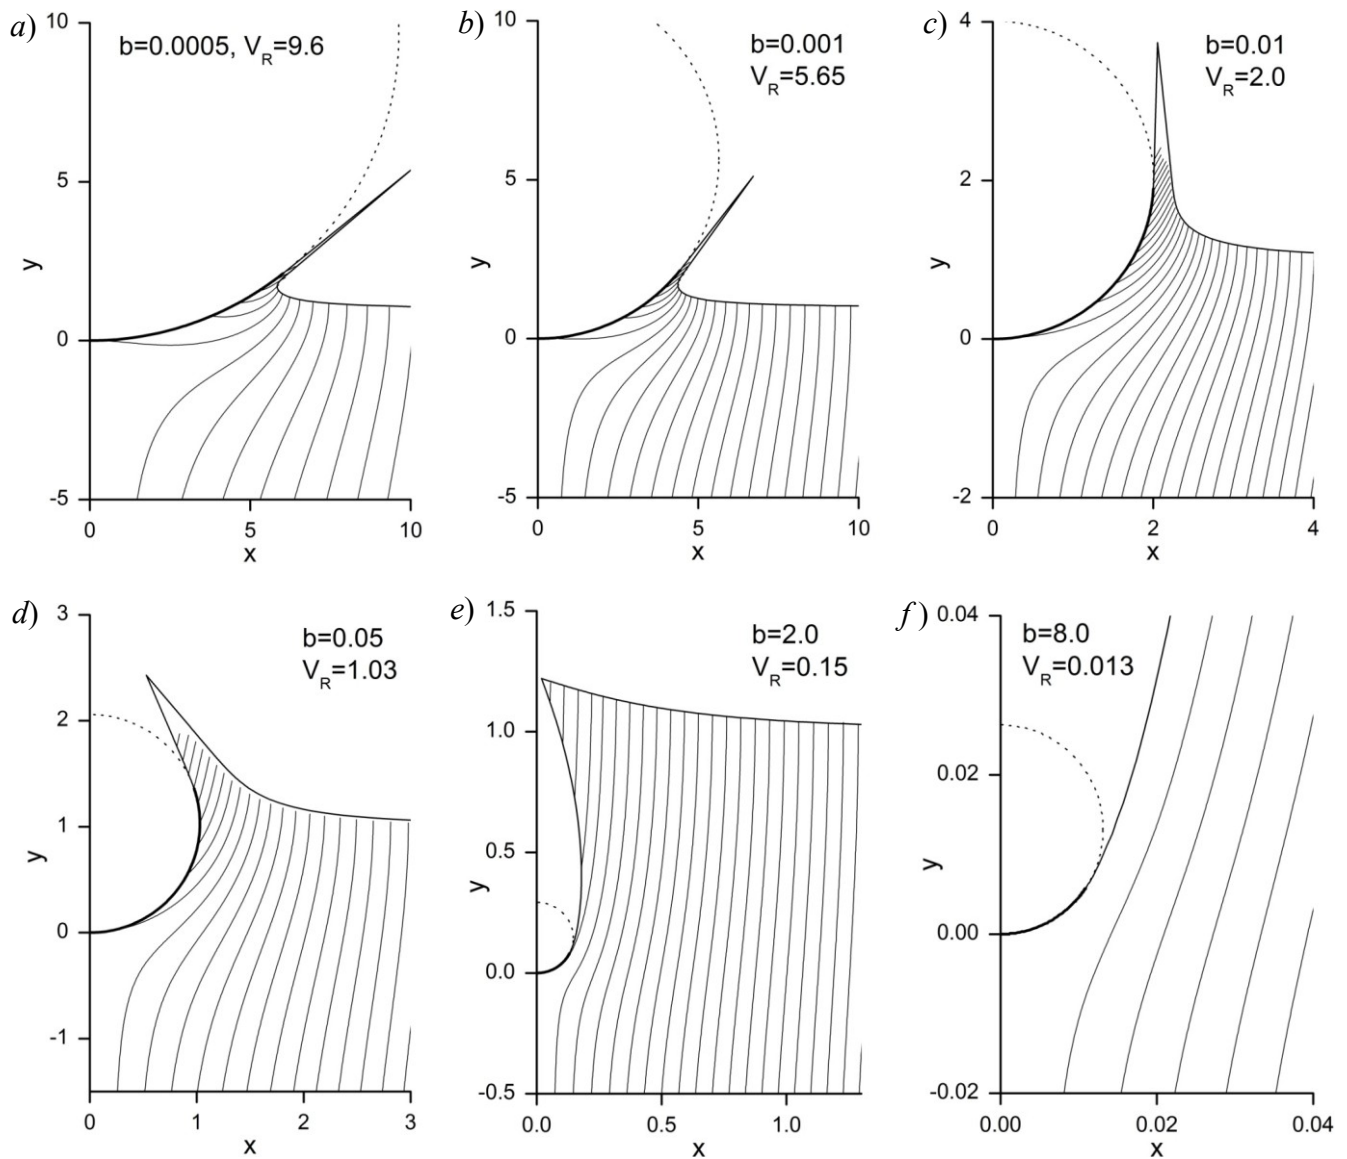 a)
10
b=0.0005, V_R=9.6
5
y
0
-5
0
5
10
x
b)
10
b=0.001
V_R=5.65
5
y
0
-5
0
5
10
x
c)
4
b=0.01
V_R=2.0
2
y
0
-2
0
2
4
x
d)
3
b=0.05
V_R=1.03
2
1
y
0
-1
0
1
2
3
x
e)
1.5
b=2.0
V_R=0.15
1.0
0.5
y
0.0
-0.5
0.0
0.5
1.0
x
f)
0.04
b=8.0
V_R=0.013
0.02
y
0.00
-0.02
0.00
0.02
0.04
x